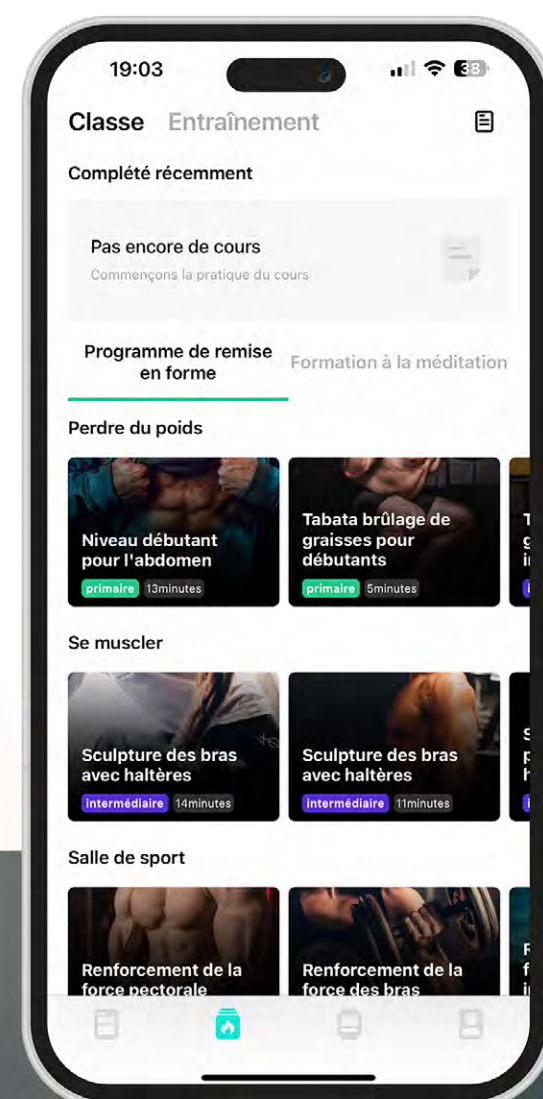 19:03
38
Classe Entraînement
Complété récemment
Pas encore de cours
Commençons la pratique du cours
Programme de remise
en forme
Formation à la méditation
Perdre du poids
Niveau débutant
pour l'abdomen
primaire 13minutes
Tabata brûlage de
graisses pour
débutants
primaire 5minutes
Se muscler
Sculpture des bras
avec haltères
intermédiaire 14minutes
Sculpture des bras
avec haltères
intermédiaire 11minutes
Salle de sport
Renforcement de la
force pectorale
Renforcement de la
force des bras